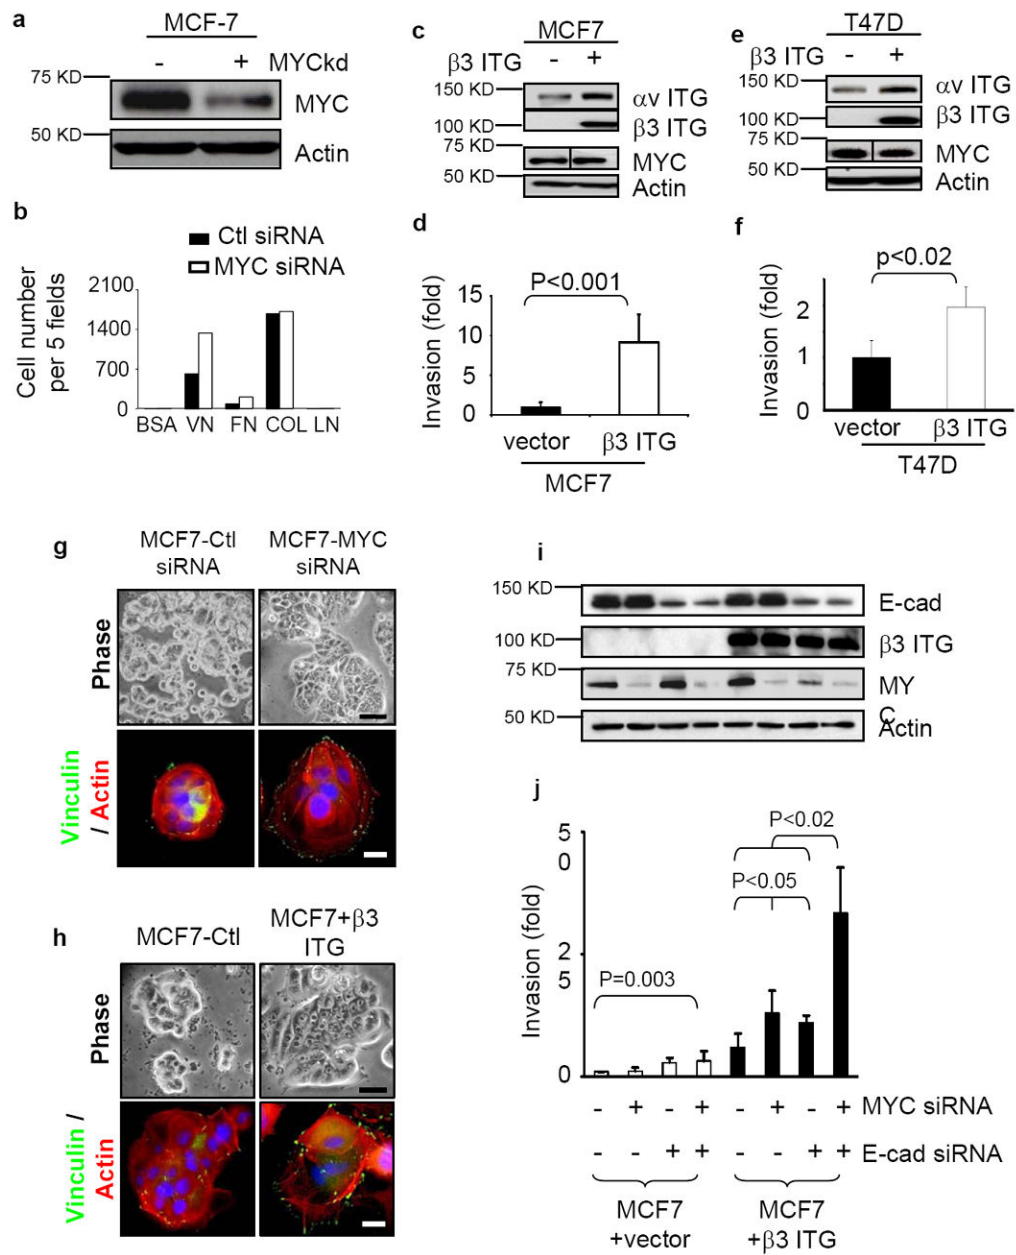 a
MCF-7
- + MYCkd
75 KD
MYC
50 KD
Actin
b
Ctl siRNA
MYC siRNA
Cell number
per 5 fields
2100
1400
700
0
BSA VN FN COL LN
c
MCF7
β3 ITG - +
150 KD
αv ITG
100 KD
β3 ITG
75 KD
MYC
50 KD
Actin
e
T47D
β3 ITG - +
150 KD
αv ITG
100 KD
β3 ITG
75 KD
MYC
50 KD
Actin
d
P<0.001
Invasion (fold)
15
10
5
0
vector β3 ITG
MCF7
f
p<0.02
Invasion (fold)
2
1
0
vector β3 ITG
T47D
g
MCF7-Ctl
siRNA
MCF7-MYC
siRNA
Phase
Vinculin
/ Actin
h
MCF7-Ctl
MCF7+β3
ITG
Phase
Vinculin /
Actin
i
150 KD
E-cad
100 KD
β3 ITG
75 KD
MY
C
50 KD
Actin
j
Invasion (fold)
5
0
2
5
0
P=0.003
P<0.05
P<0.02
- + - + - + - + MYC siRNA
- - + + - - + + E-cad siRNA
MCF7
+vector
MCF7
+β3 ITG